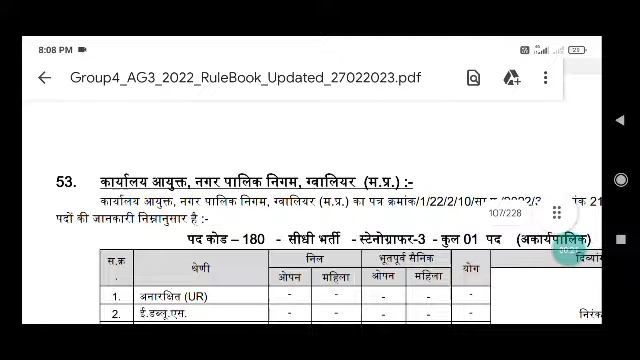 8:08 PM
29
Group4_AG3_2022_RuleBook_Updated_27022023.pdf
53. कार्यालय आयुक्त, नगर पालिक निगम, ग्वालियर (म.प्र.) :-
कार्यालय आयुक्त, नगर पालिक निगम, ग्वालियर (म.प्र.) का पत्र क्रमांक/1/22/2/10/
107/228
पदों की जानकारी निम्नानुसार है :-
पद कोड – 180 - सीधी भर्ती - स्टेनोग्राफर-3 - कुल 01 पद (अकार्यपालिक)
स.क्र. श्रेणी निल भूतपूर्व सैनिक योग
ओपन महिला ओपन महिला
1. अनारक्षित (UR) - - - - -
2. ई.डब्लू.एस. - - - - -